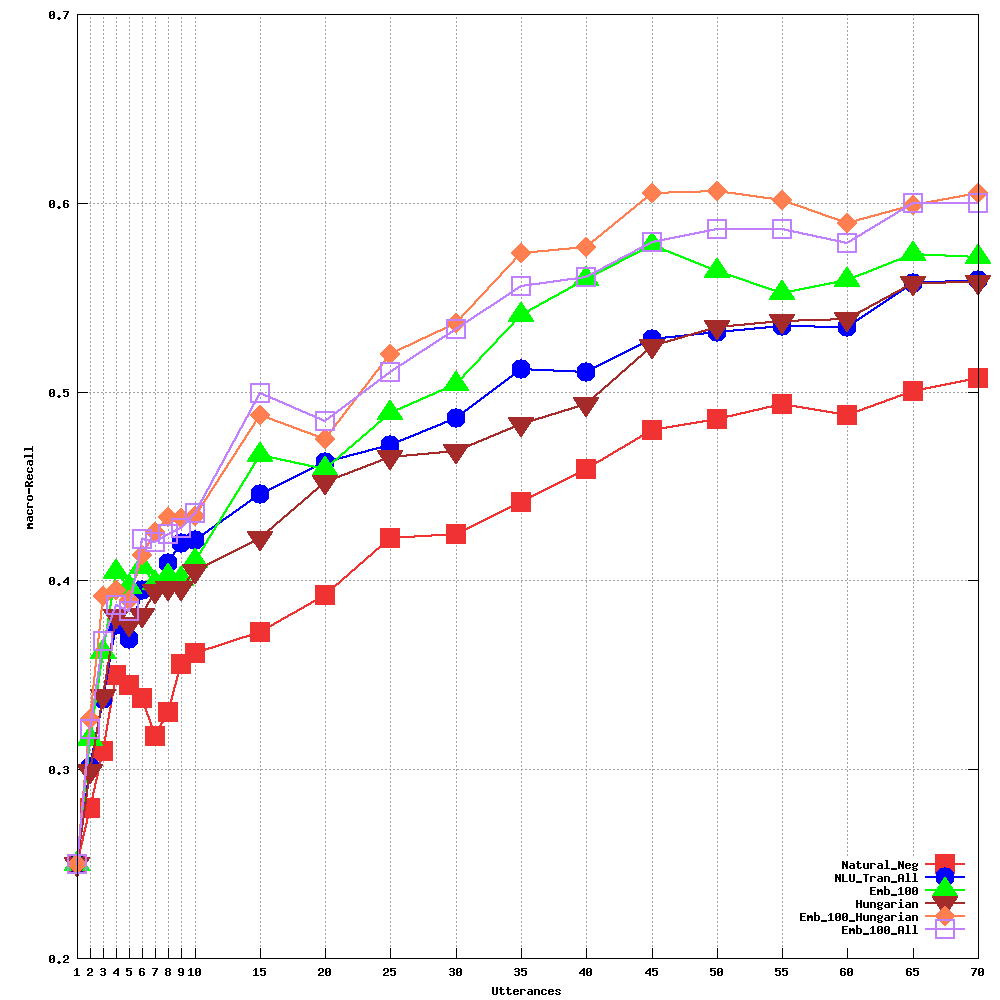 0.7
0.6
0.5
0.4
0.3
0.2
Macro-Recall
1 2 3 4 5 6 7 8 9 10 15 20 25 30 35 40 45 50 55 60 65 70
Utterances
Natural_Neg
NLU_Tran_All
Emb_100
Hungarian
Emb_100_Hungarian
Emb_100_All